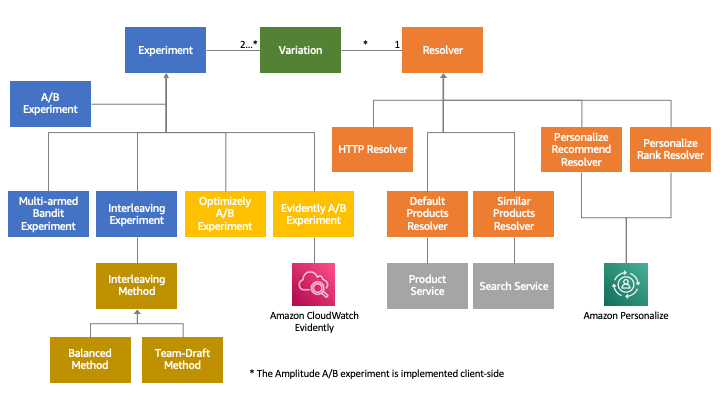 Experiment
2...*
Variation
*
1
Resolver
A/B
Experiment
HTTP Resolver
Personalize
Recommend
Resolver
Personalize
Rank Resolver
Multi-armed
Bandit
Experiment
Interleaving
Experiment
Optimizely
A/B
Experiment
Evidently A/B
Experiment
Default
Products
Resolver
Similar
Products
Resolver
Interleaving
Method
Product
Service
Search Service
Amazon CloudWatch
Evidently
Amazon Personalize
Balanced
Method
Team-Draft
Method
* The Amplitude A/B experiment is implemented client-side